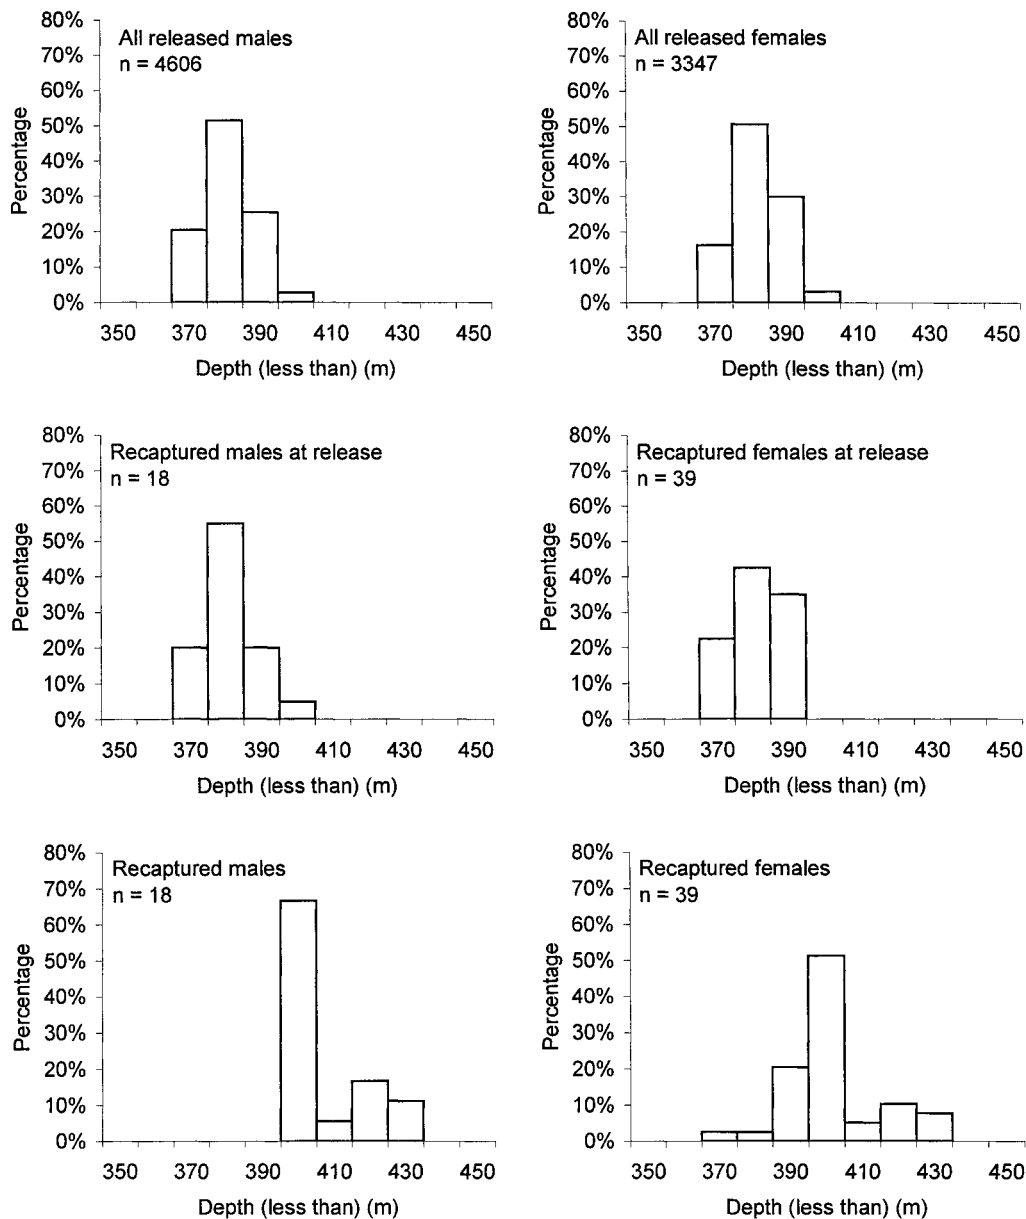 All released males
n = 4606
Percentage
80%
70%
60%
50%
40%
30%
20%
10%
0%
350 370 390 410 430 450
Depth (less than) (m)
All released females
n = 3347
Percentage
80%
70%
60%
50%
40%
30%
20%
10%
0%
350 370 390 410 430 450
Depth (less than) (m)
Recaptured males at release
n = 18
Percentage
80%
70%
60%
50%
40%
30%
20%
10%
0%
350 370 390 410 430 450
Depth (less than) (m)
Recaptured females at release
n = 39
Percentage
80%
70%
60%
50%
40%
30%
20%
10%
0%
350 370 390 410 430 450
Depth (less than) (m)
Recaptured males
n = 18
Percentage
80%
70%
60%
50%
40%
30%
20%
10%
0%
350 370 390 410 430 450
Depth (less than) (m)
Recaptured females
n = 39
Percentage
80%
70%
60%
50%
40%
30%
20%
10%
0%
350 370 390 410 430 450
Depth (less than) (m)